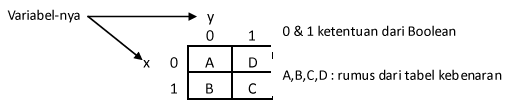 Variabel-nya
y
0 1
0 & 1 ketentuan dari Boolean
x 0 A D
A,B,C,D : rumus dari tabel kebenaran
1 B C